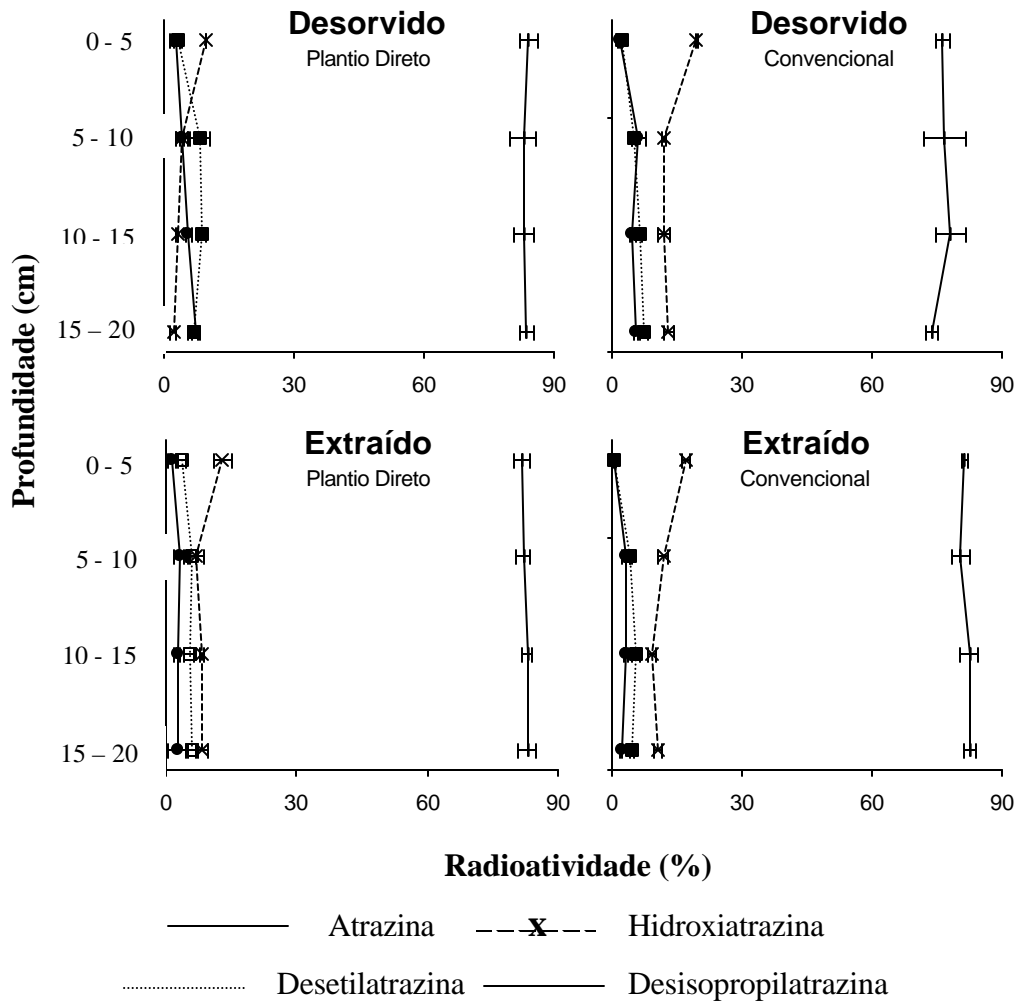 Desorvido
Plantio Direto
Desorvido
Convencional
0 - 5
5 - 10
10 - 15
15 – 20
0 30 60 90
0 30 60 90
Extraído
Plantio Direto
Extraído
Convencional
0 - 5
5 - 10
10 - 15
15 – 20
0 30 60 90
0 30 60 90
Profundidade (cm)
Radioatividade (%)
Atrazina X Hidroxiatrazina
Desetilatrazina Desisopropilatrazina